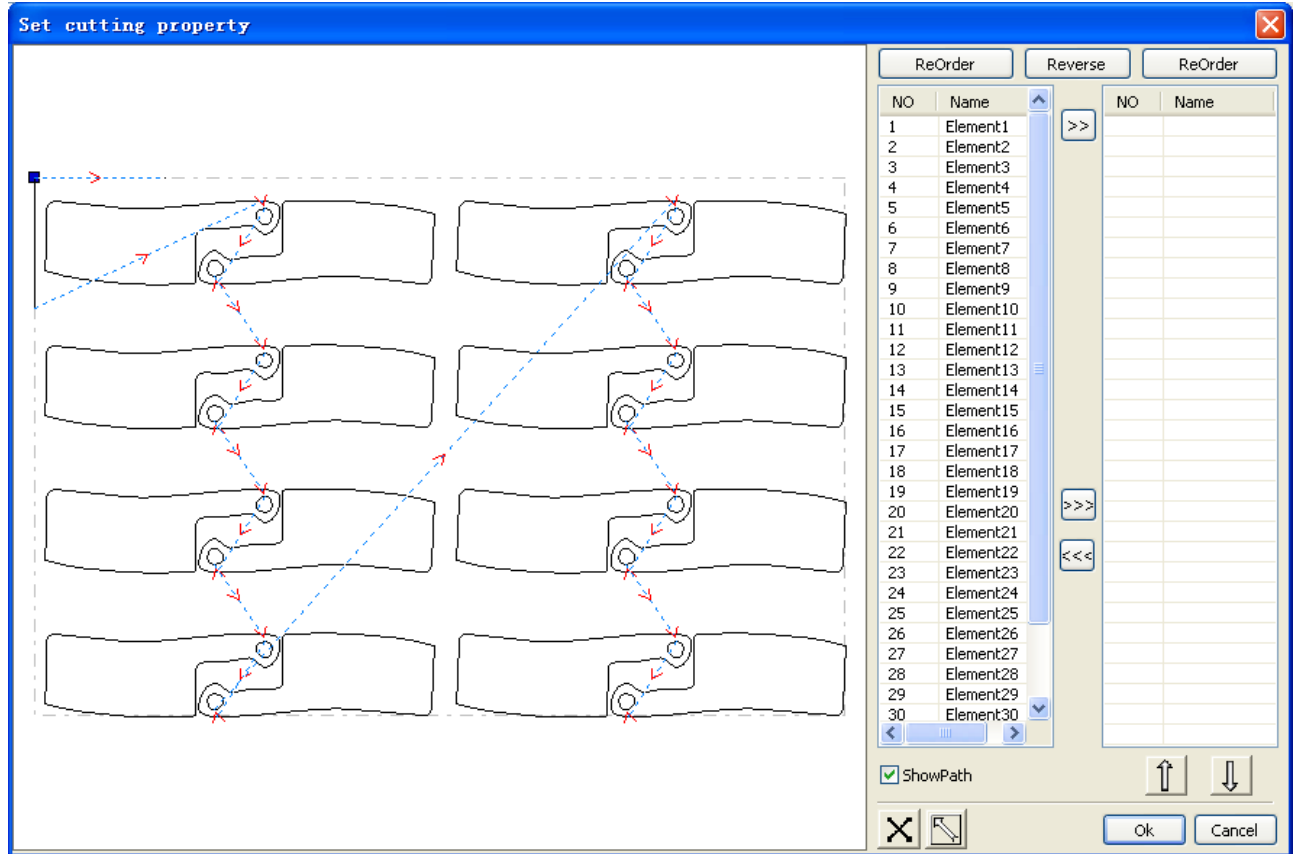 Set cutting property
ReOrder Reverse ReOrder
NO Name
>>
NO Name
1 Element1
2 Element2
3 Element3
4 Element4
5 Element5
6 Element6
7 Element7
8 Element8
9 Element9
10 Element10
11 Element11
12 Element12
13 Element13
14 Element14
15 Element15
16 Element16
17 Element17
18 Element18
19 Element19
20 Element20
21 Element21
22 Element22
23 Element23
24 Element24
25 Element25
26 Element26
27 Element27
28 Element28
29 Element29
30 Element30
>>>
<<<
ShowPath
Ok Cancel